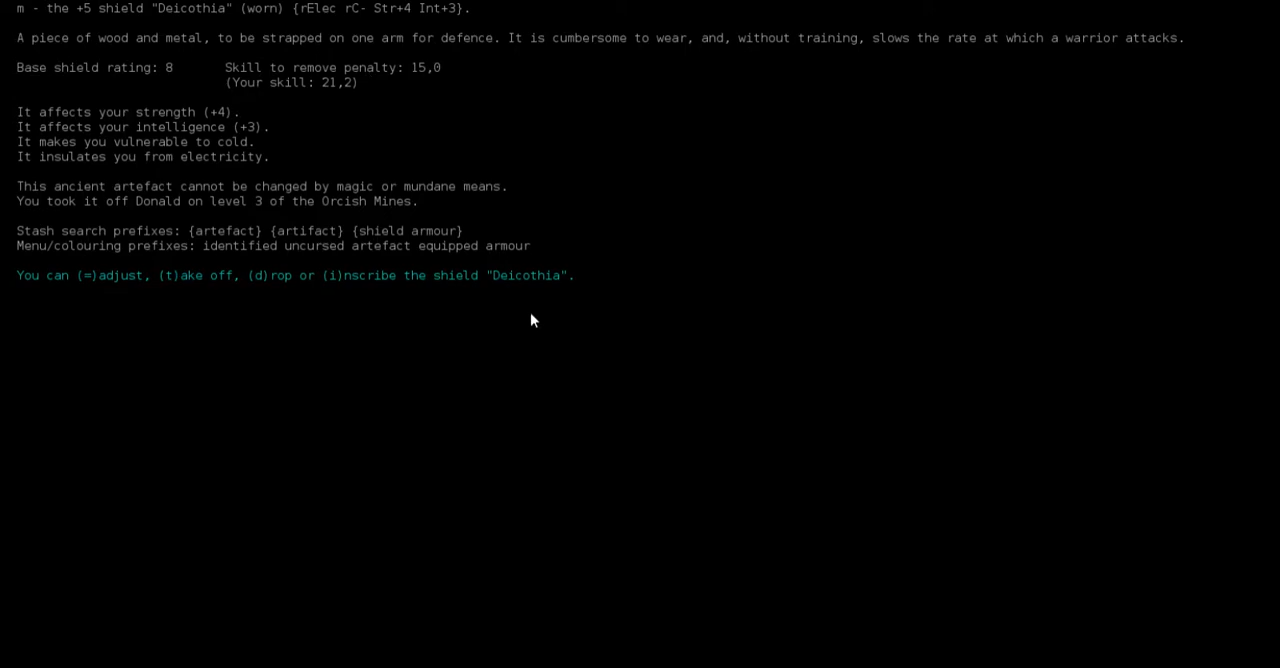 m - the +5 shield "Deicothia" (worn) {rElec rC- Str+4 Int+3}.
A piece of wood and metal, to be strapped on one arm for defence. It is cumbersome to wear, and, without training, slows the rate at which a warrior attacks.
Base shield rating: 8       Skill to remove penalty: 15,0
(Your skill: 21,2)
It affects your strength (+4).
It affects your intelligence (+3).
It makes you vulnerable to cold.
It insulates you from electricity.
This ancient artefact cannot be changed by magic or mundane means.
You took it off Donald on level 3 of the Orcish Mines.
Stash search prefixes: {artefact} {artifact} {shield armour}
Menu/colouring prefixes: identified uncursed artefact equipped armour
You can (=)adjust, (t)ake off, (d)rop or (i)nscribe the shield "Deicothia".